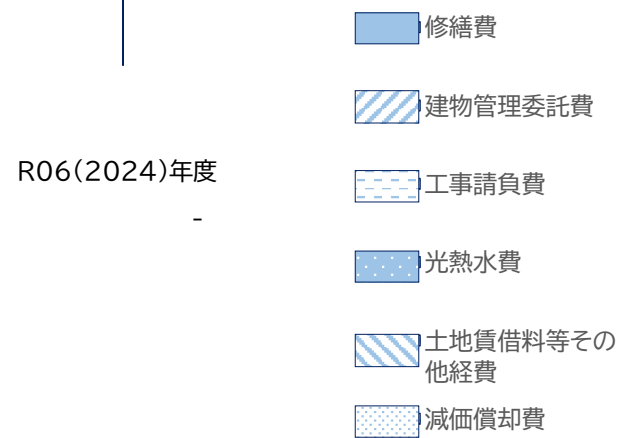 修繕費
建物管理委託費
R06(2024)年度
工事請負費
-
光熱水費
土地賃借料等その
他経費
減価償却費